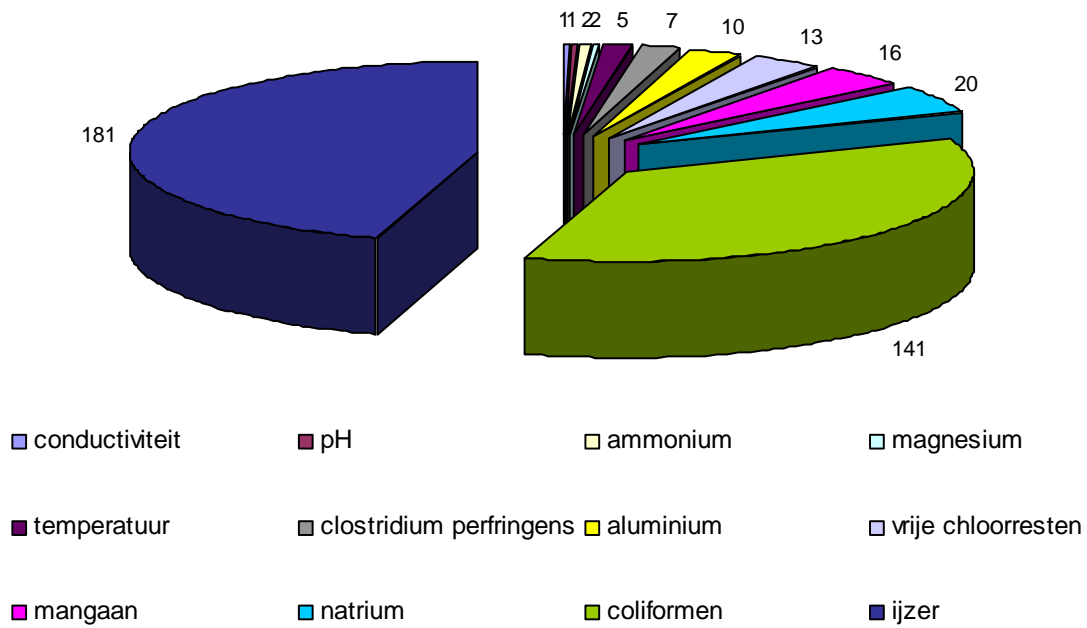 1 1 2 2 5 7 10 13 16 20
181
141
conductiviteit pH ammonium magnesium
temperatuur clostridium perfringens aluminium vrije chloorresten
mangaan natrium coliformen ijzer